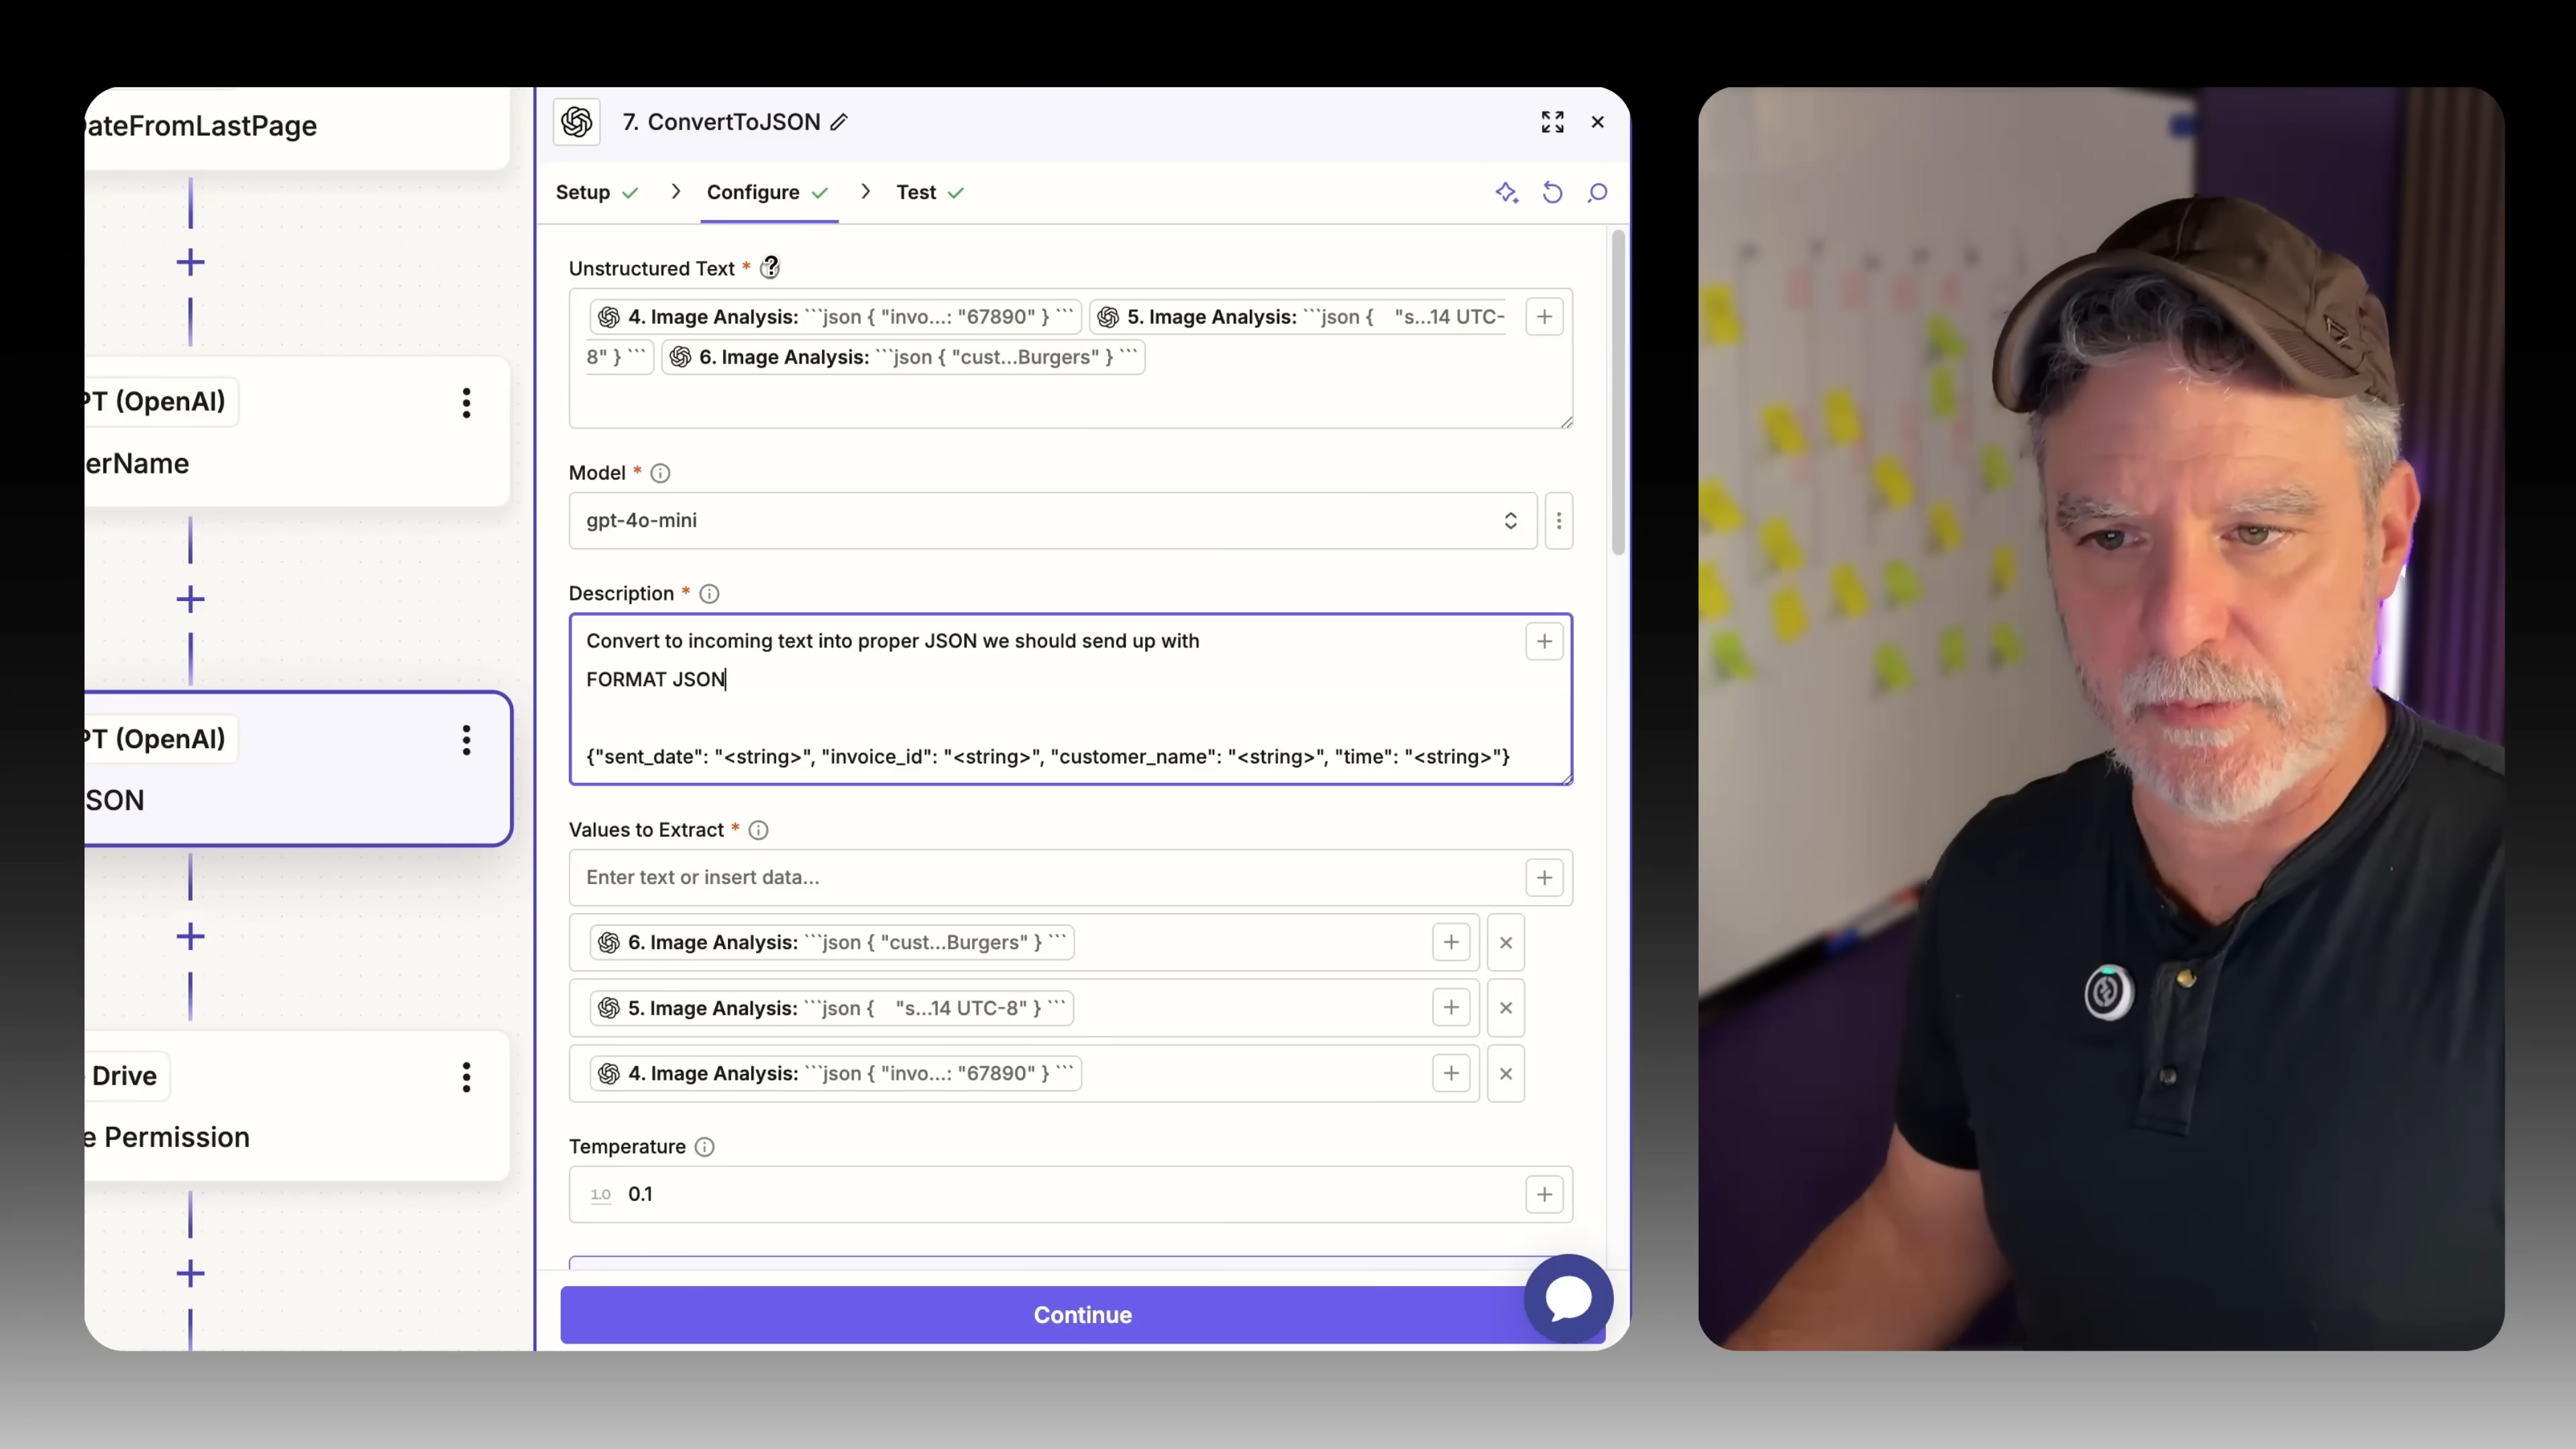 ateFromLastPage
PT (OpenAI)
erName
PT (OpenAI)
SON
Drive
e Permission
7. ConvertToJSON
Setup
Configure
Test
Unstructured Text *
4. Image Analysis: ```json { "invo...: "67890" } ``` 5. Image Analysis: ```json { "s...14 UTC-
8" } ``` 6. Image Analysis: ```json { "cust...Burgers" } ```
Model *
gpt-4o-mini
Description *
Convert to incoming text into proper JSON we should send up with
FORMAT JSON
{"sent_date": "<string>", "invoice_id": "<string>", "customer_name": "<string>", "time": "<string>"}
Values to Extract *
Enter text or insert data...
6. Image Analysis: ```json { "cust...Burgers" } ```
5. Image Analysis: ```json { "s...14 UTC-8" } ```
4. Image Analysis: ```json { "invo...: "67890" } ```
Temperature
1.0 0.1
Continue